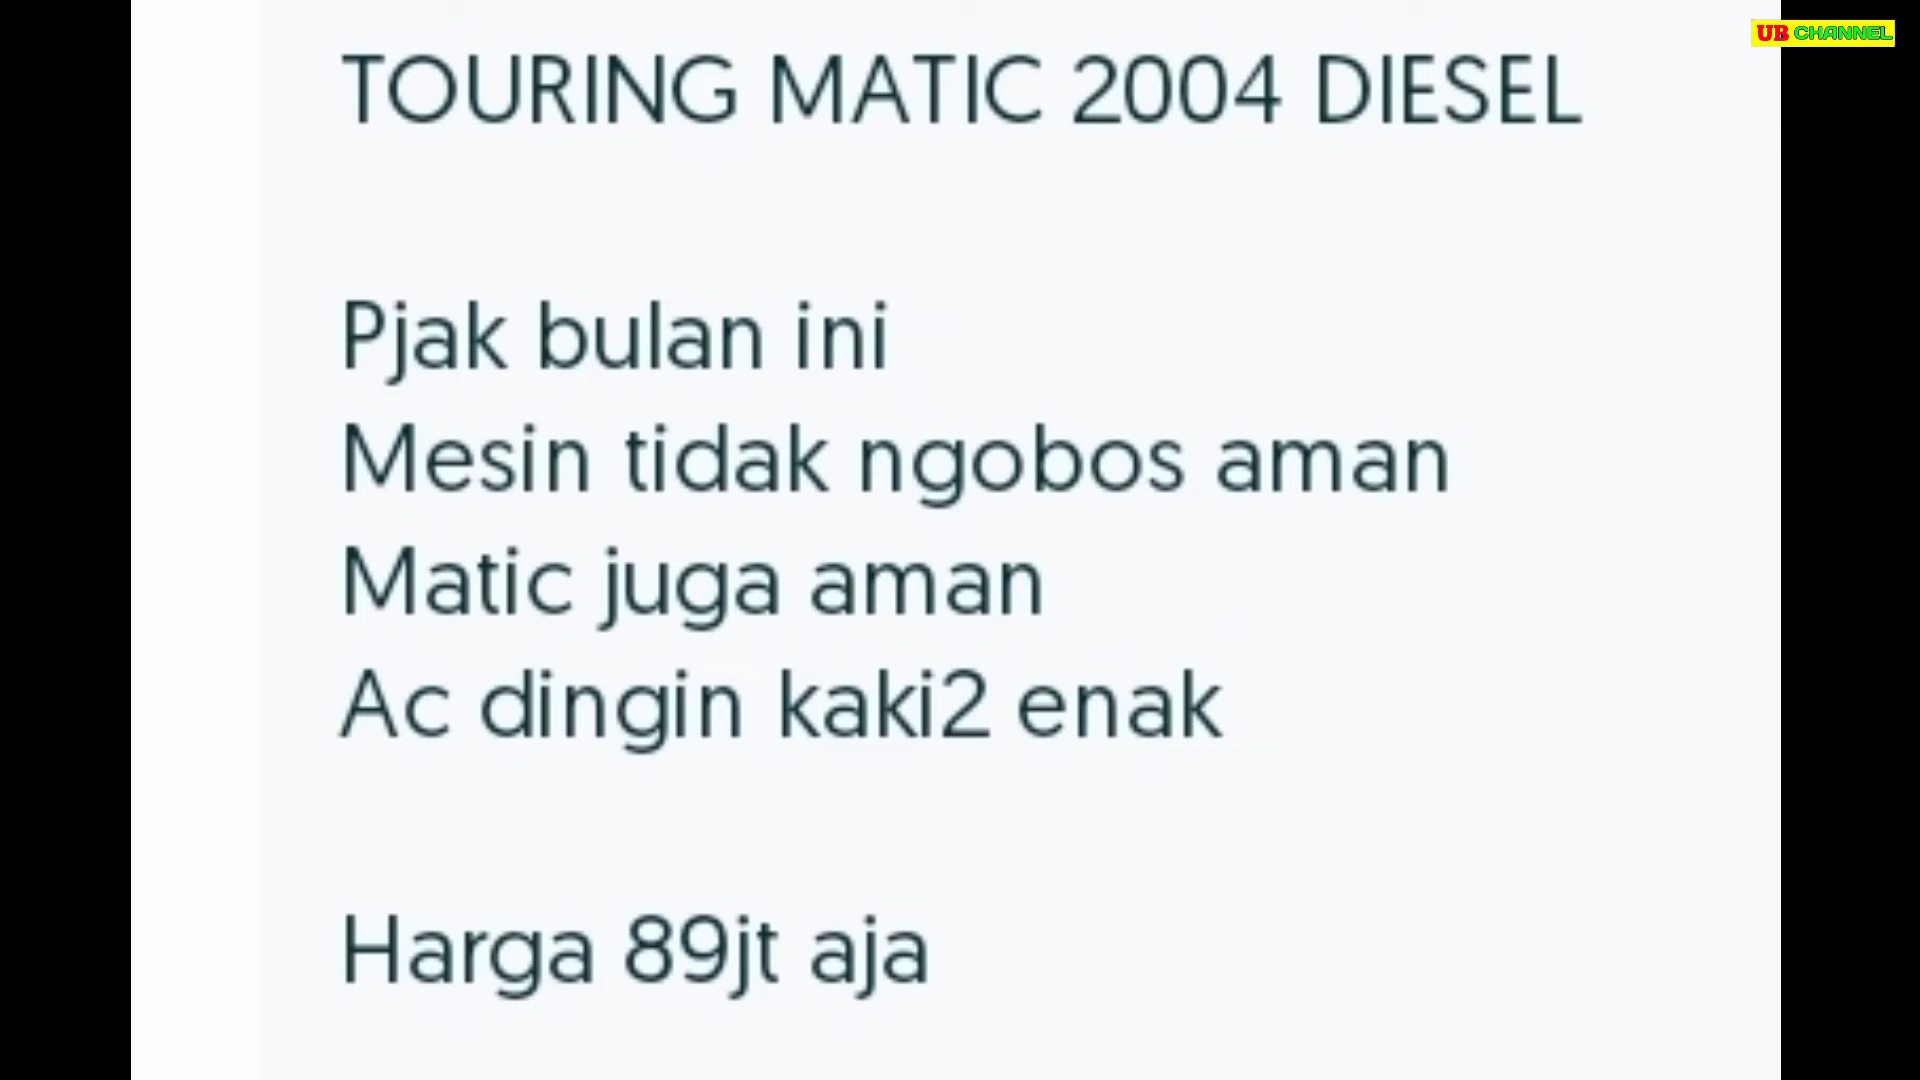 UB CHANNEL
TOURING MATIC 2004 DIESEL
Pjak bulan ini
Mesin tidak ngobos aman
Matic juga aman
Ac dingin kaki2 enak
Harga 89jt aja